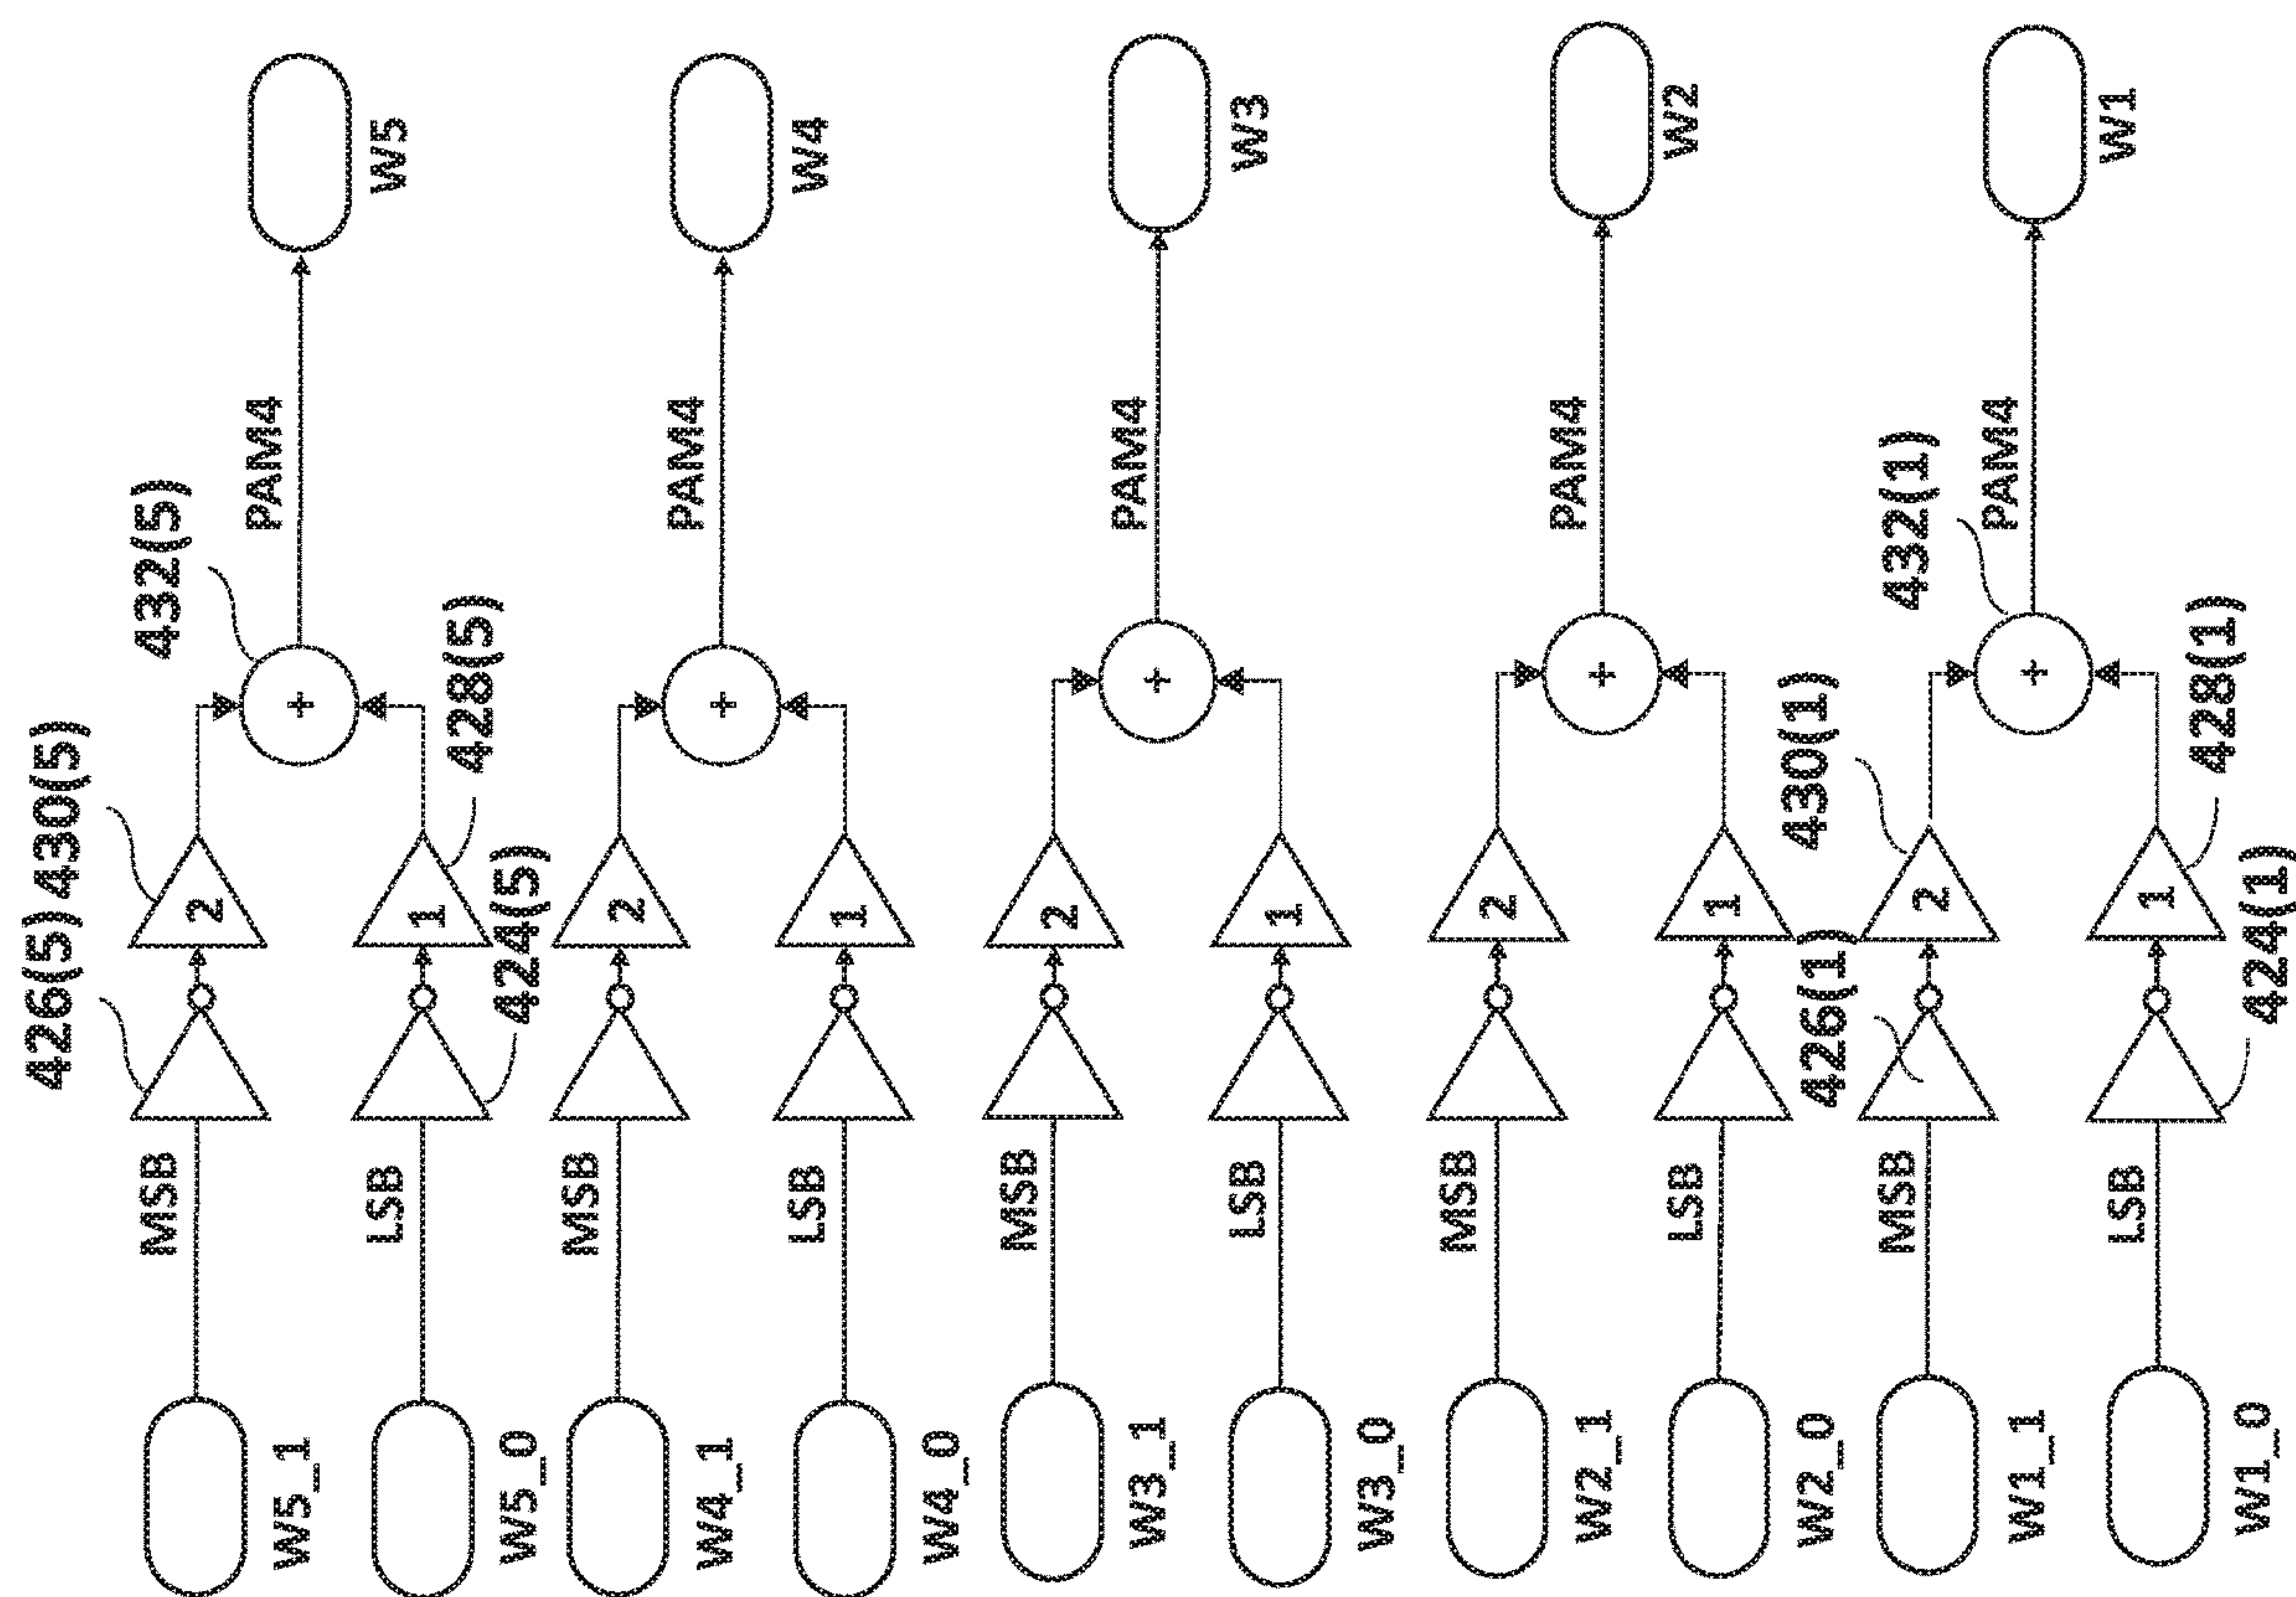 W5
W4
W3
W2
W1
PAM4
PAM4
PAM4
PAM4
PAM4
432(5)
432(1)
+
+
+
+
+
428(5)
428(1)
430(5)
430(1)
2
1
2
1
2
1
2
1
2
1
426(5)
424(5)
426(1)
424(1)
MSB
LSB
MSB
LSB
MSB
LSB
MSB
LSB
MSB
LSB
W5_1
W5_0
W4_1
W4_0
W3_1
W3_0
W2_1
W2_0
W1_1
W1_0